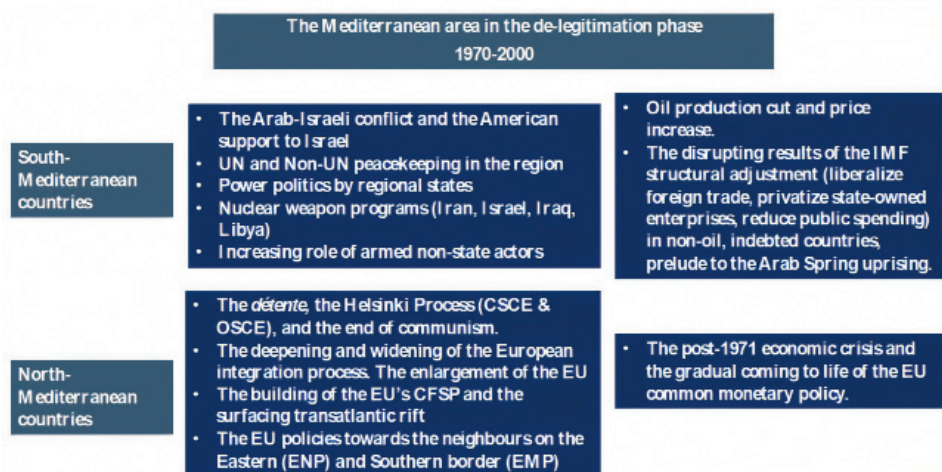 The Mediterranean area in the de-legitimation phase
1970-2000
South-
Mediterranean
countries
• The Arab-Israeli conflict and the American
support to Israel
• UN and Non-UN peacekeeping in the region
• Power politics by regional states
• Nuclear weapon programs (Iran, Israel, Iraq,
Libya)
• Increasing role of armed non-state actors
• Oil production cut and price
increase.
• The disrupting results of the IMF
structural adjustment (liberalize
foreign trade, privatize state-owned
enterprises, reduce public spending)
in non-oil, indebted countries,
prelude to the Arab Spring uprising.
North-
Mediterranean
countries
• The détente, the Helsinki Process (CSCE &
OSCE), and the end of communism.
• The deepening and widening of the European
integration process. The enlargement of the EU
• The building of the EU's CFSP and the
surfacing transatlantic rift
• The EU policies towards the neighbours on the
Eastern (ENP) and Southern border (EMP)
• The post-1971 economic crisis and
the gradual coming to life of the EU
common monetary policy.